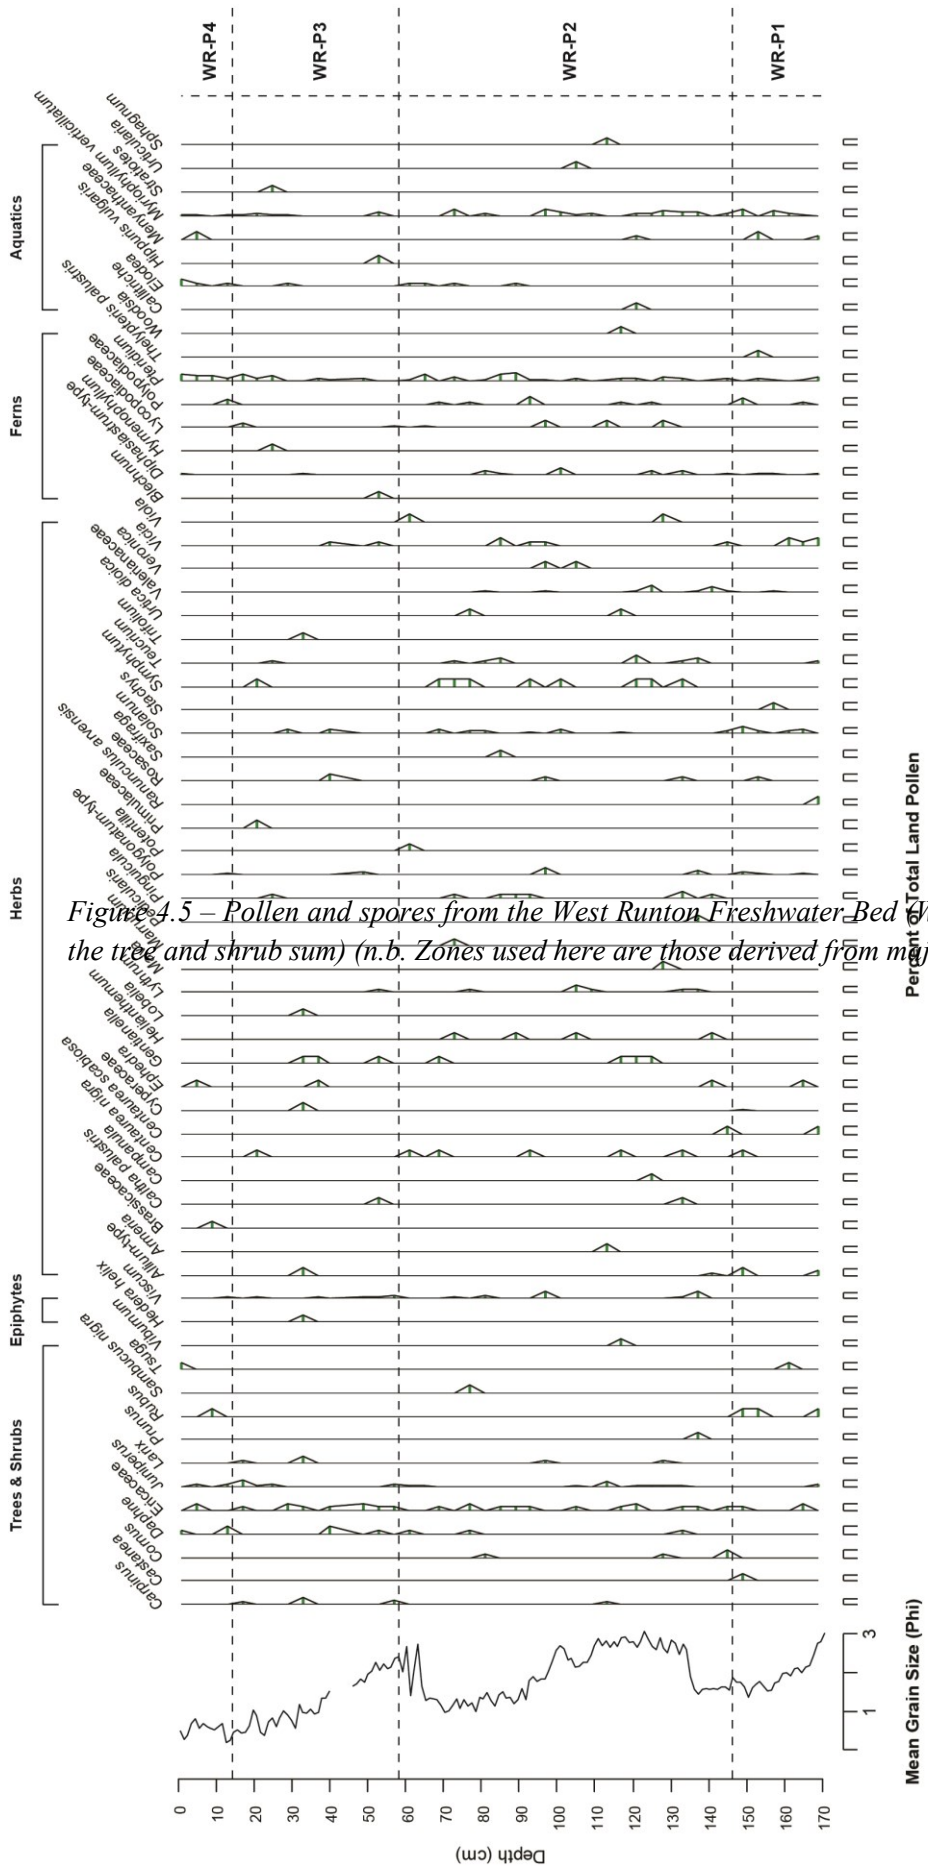 Trees & Shrubs
Epiphytes
Herbs
Ferns
Aquatics
Carpinus
Castanea
Cornus
Daphne
Ericaceae
Juniperus
Larix
Prunus
Rubus
Sambucus nigra
Tsuga
Viburnum
Hedera helix
Viscum
Allium-type
Armeria
Brassicaceae
Caltha palustris
Campanula
Centaurea nigra
Centaurea scabiosa
Cyperaceae
Ephedra
Gentianella
Helianthemum
Lobelia
Lythrum
Pedicularis
Pinguicula
Polygonatum-type
Potentilla
Primulaceae
Ranunculus arvensis
Rosaceae
Saxifraga
Solanum
Stachys
Symphytum
Teucrium
Trifolium
Urtica dioica
Valerianaceae
Veronica
Vicia
Viola
Blechnum
Diphasiastrum-type
Hymenophyllum
Lycopodiaceae
Polypodiaceae
Pteridium
Thelypteris palustris
Woodsia
Callitriche
Elodea
Hippuris vulgaris
Menyanthaceae
Myriophyllum verticillatum
Stratiotes
Urticularia
Sphagnum
WR-P4
WR-P3
WR-P2
WR-P1
Depth (cm)
0
10
20
30
40
50
60
70
80
90
100
110
120
130
140
150
160
170
1
3
Mean Grain Size (Phi)
Percent of Total Land Pollen
Figure 4.5 – Pollen and spores from the West Runton Freshwater Bed
the tree and shrub sum) (n.b. Zones used here are those derived from